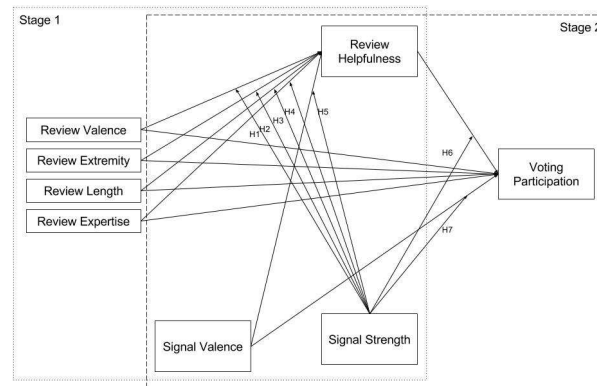 Stage 1
Stage 2
Review
Helpfulness
Review Valence
Review Extremity
Review Length
Review Expertise
H1
H2
H3
H4
H5
H6
H7
Voting
Participation
Signal Valence
Signal Strength